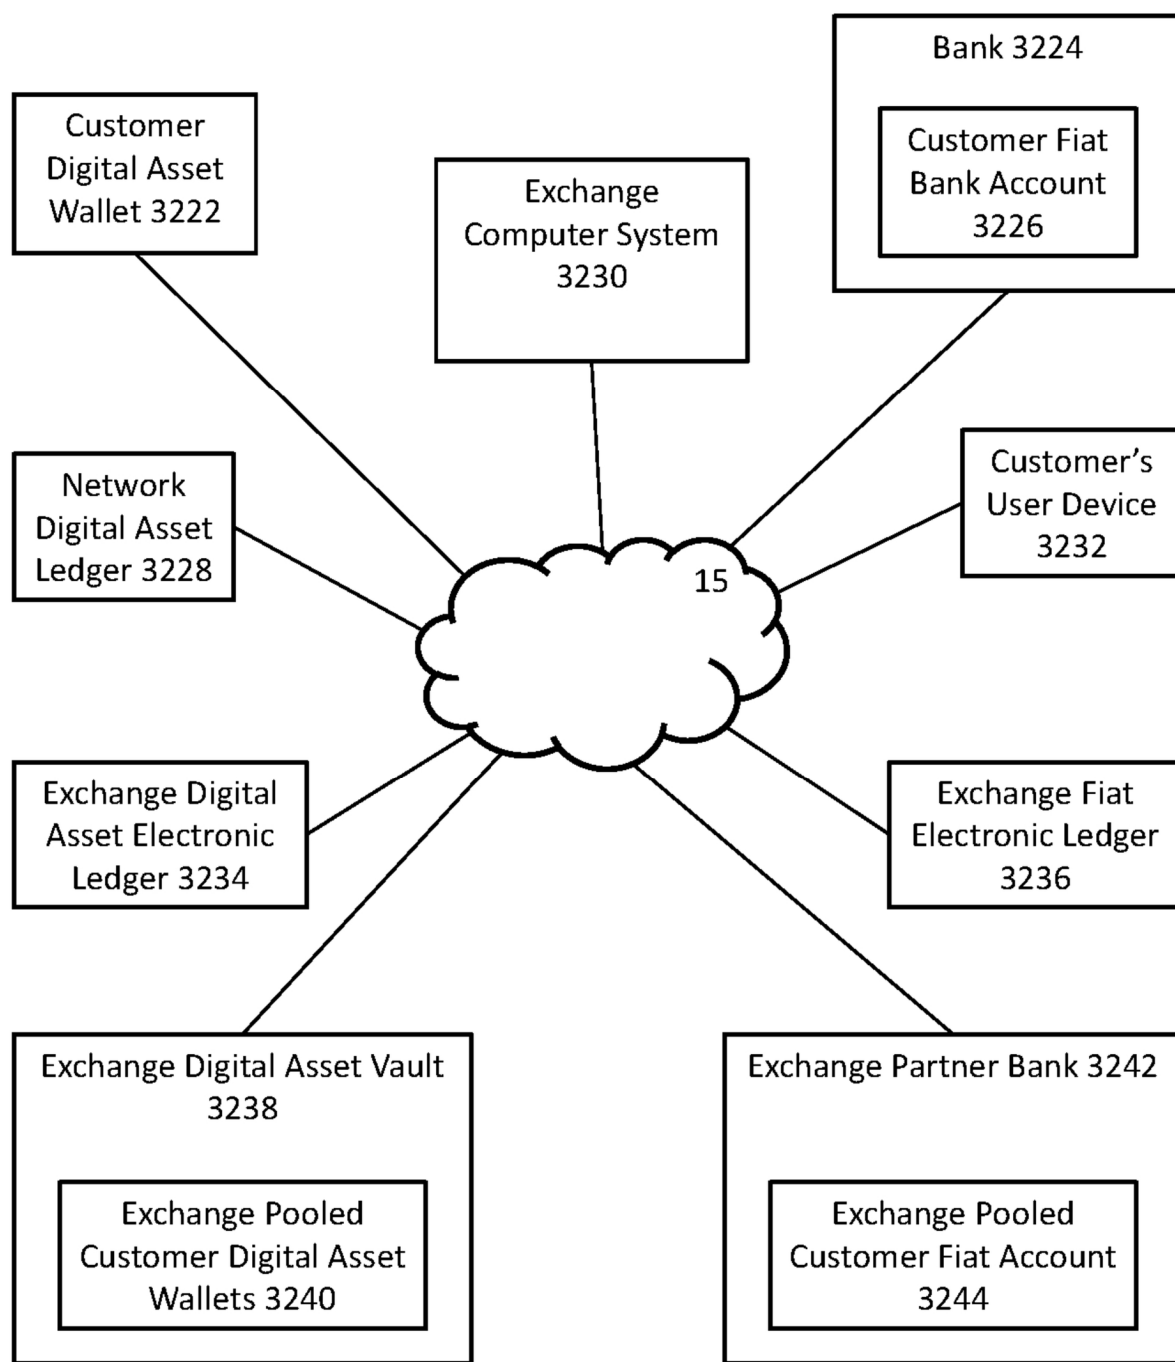 Bank 3224
Customer Fiat
Bank Account
3226
Customer
Digital Asset
Wallet 3222
Exchange
Computer System
3230
Network
Digital Asset
Ledger 3228
Customer’s
User Device
3232
15
Exchange Digital
Asset Electronic
Ledger 3234
Exchange Fiat
Electronic Ledger
3236
Exchange Digital Asset Vault
3238
Exchange Pooled
Customer Digital Asset
Wallets 3240
Exchange Partner Bank 3242
Exchange Pooled
Customer Fiat Account
3244